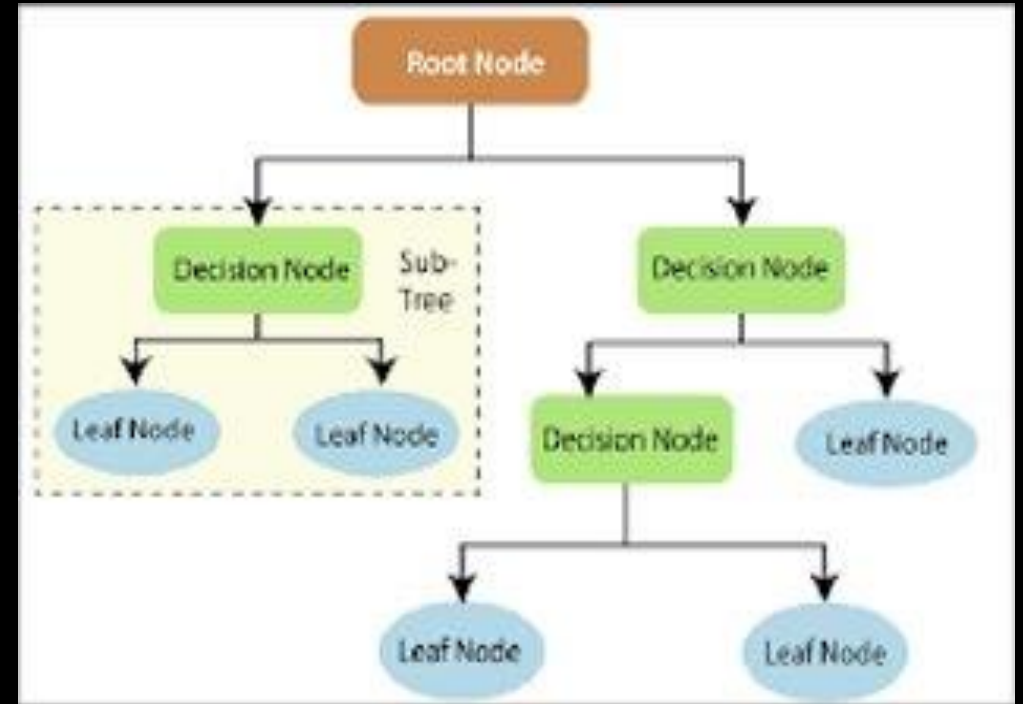 Root Node
Decision Node
Sub-
Tree
Decision Node
Leaf Node
Leaf Node
Decision Node
Leaf Node
Leaf Node
Leaf Node